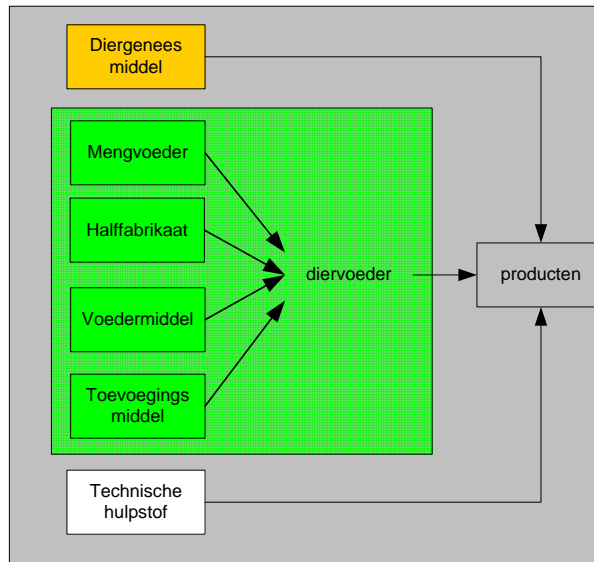 Diergenees
middel
Mengvoeder
Halffabrikaat
diervoeder
producten
Voedermiddel
Toevoegings
middel
Technische
hulpstof